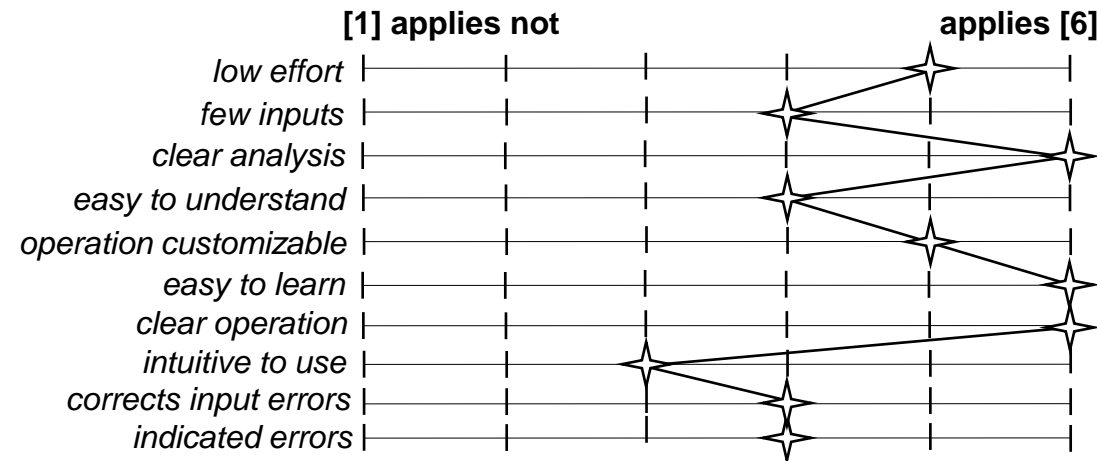 [1] applies not applies [6]
low effort
few inputs
clear analysis
easy to understand
operation customizable
easy to learn
clear operation
intuitive to use
corrects input errors
indicated errors